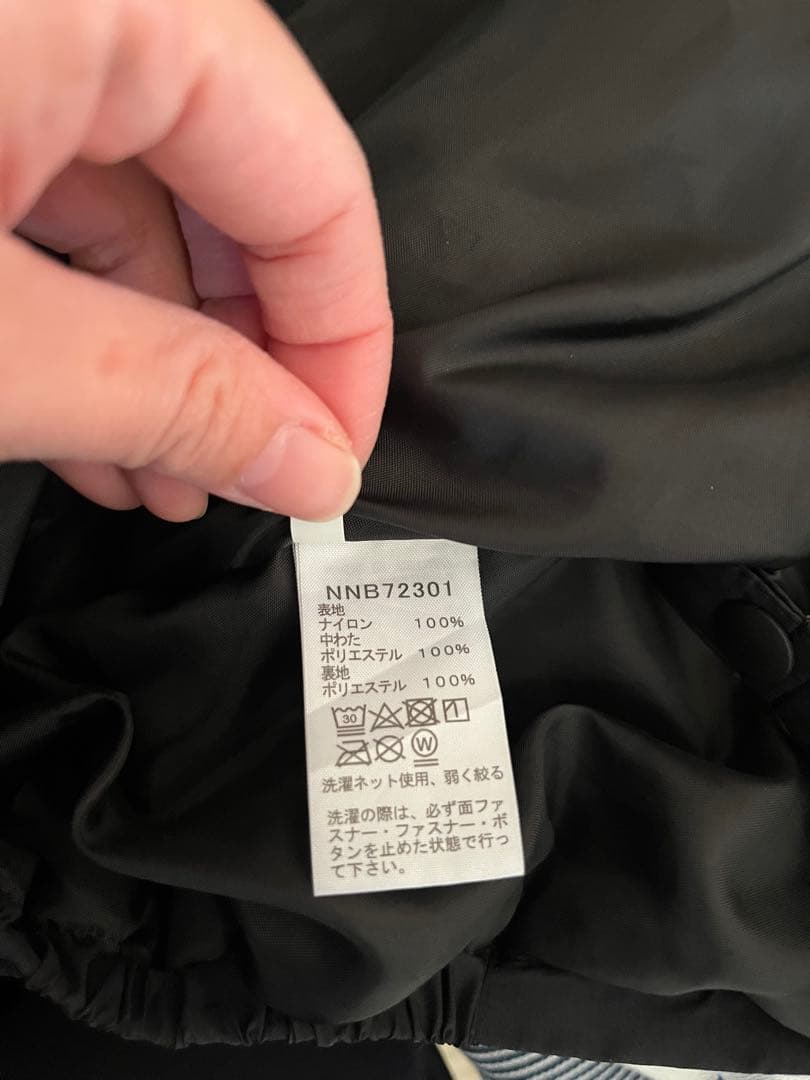 NNB72301
表地
ナイロン 100%
中わた
ポリエステル 100%
裏地
ポリエステル 100%
30
W
洗濯ネット使用、弱く絞る
洗濯の際は、必ず面ファ
スナー・ファスナー・ボ
タンを止めた状態で行っ
て下さい。